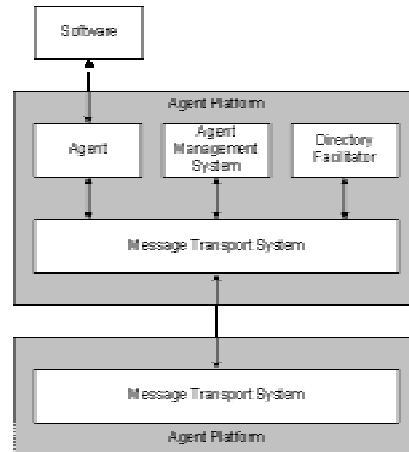 Software
Agent Platform
Agent
Agent
Management
System
Directory
Facilitator
Message Transport System
Message Transport System
Agent Platform